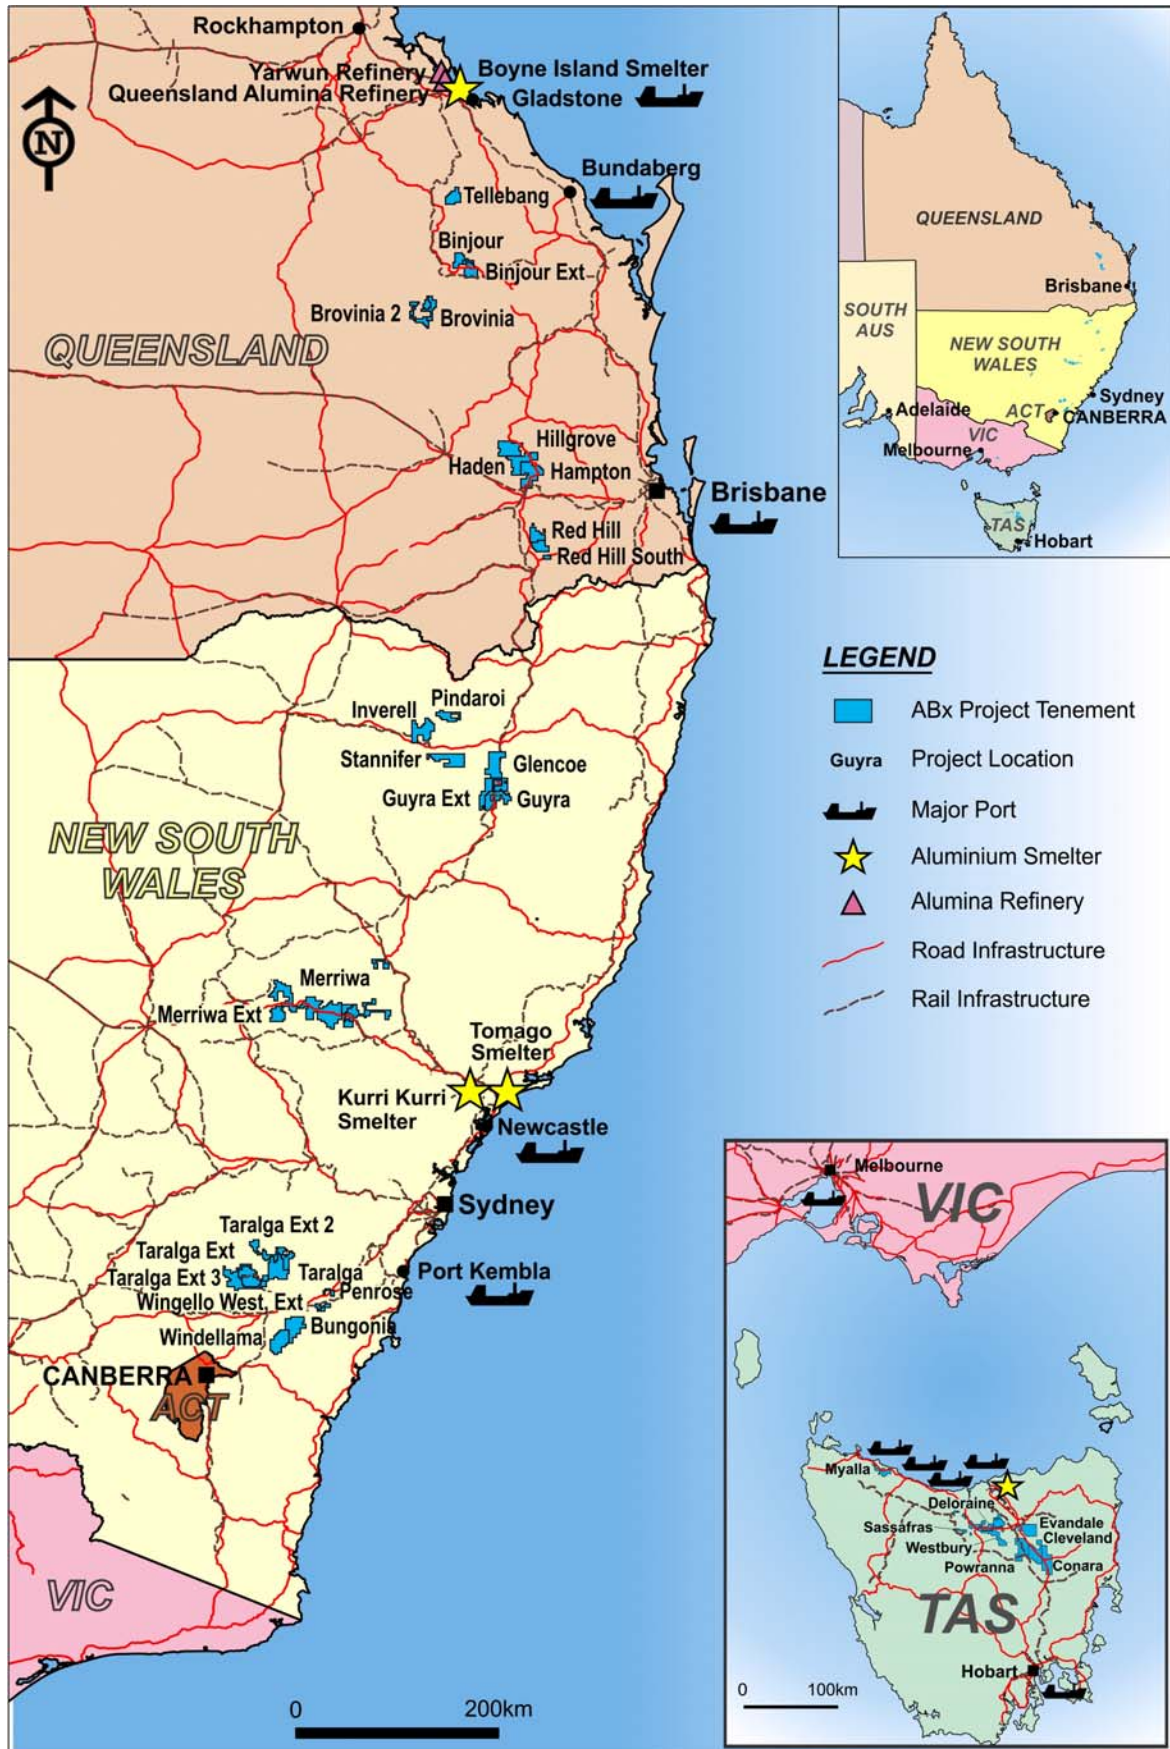 Rockhampton
Yarwun Refinery
Queensland Alumina Refinery
Boyne Island Smelter
Gladstone
N
Bundaberg
Tellebang
Binjour
Binjour Ext
Brovinia 2
Brovinia
QUEENSLAND
Hillgrove
Haden
Hampton
Brisbane
Red Hill
Red Hill South
Pindaroi
Inverell
Stannifer
Glencoe
Guyra Ext
Guyra
NEW SOUTH
WALES
Merriwa
Merriwa Ext
Tomago
Smelter
Kurri Kurri
Smelter
Newcastle
Sydney
Taralga Ext 2
Taralga Ext
Taralga Ext 3
Taralga
Port Kembla
Penrose
Wingello West, Ext
Bungonia
Windellama
CANBERRA
ACT
VIC
0
200km
QUEENSLAND
Brisbane
SOUTH
AUS
NEW SOUTH
WALES
Sydney
ACT
CANBERRA
Adelaide
VIC
Melbourne
TAS
Hobart
LEGEND
ABx Project Tenement
Guyra Project Location
Major Port
Aluminium Smelter
Alumina Refinery
Road Infrastructure
Rail Infrastructure
Melbourne
VIC
Myalla
Deloraine
Sassafras
Evandale
Cleveland
Westbury
Powranna
Conara
TAS
Hobart
0
100km